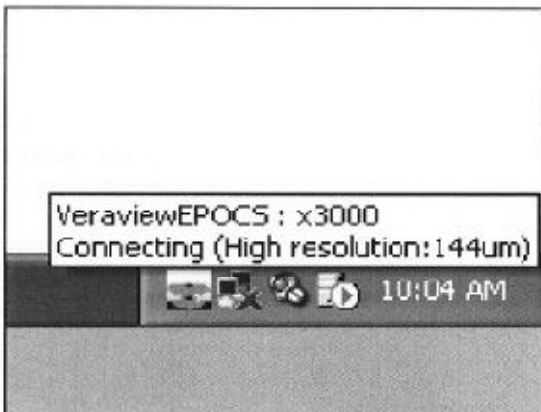 VeraviewEPOCS : x3000
Connecting (High resolution:144um)
10:04 AM